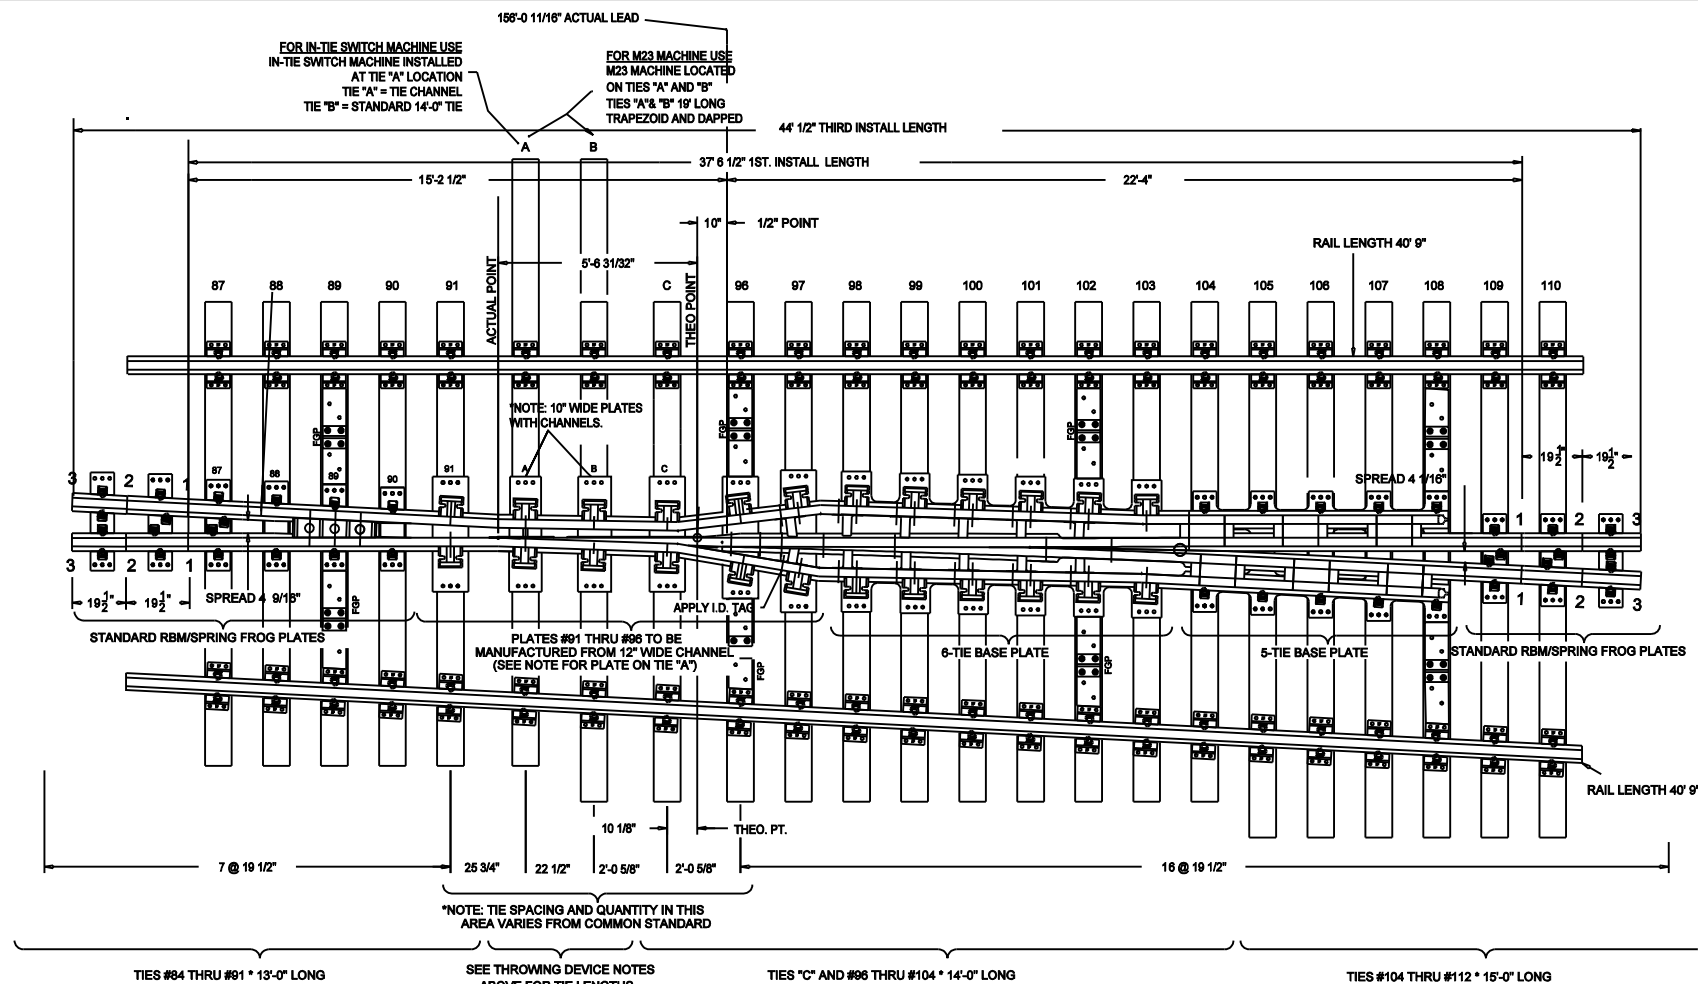 156'-0 11/16" ACTUAL LEAD
FOR IN-TIE SWITCH MACHINE USE
IN-TIE SWITCH MACHINE INSTALLED
AT TIE "A" LOCATION
TIE "A" = TIE CHANNEL
TIE "B" = STANDARD 14'-0" TIE
FOR M23 MACHINE USE
M23 MACHINE LOCATED
ON TIES "A" AND "B"
TIES "A"& "B" 19' LONG
TRAPEZOID AND DAPPED
44' 1/2" THIRD INSTALL LENGTH
A
B
37' 6 1/2" 1ST. INSTALL LENGTH
15'-2 1/2"
22'-4"
10"
1/2" POINT
RAIL LENGTH 40' 9"
5'-6 31/32"
ACTUAL POINT
THEO POINT
87 88 89 90 91 C 96 97 98 99 100 101 102 103 104 105 106 107 108 109 110
*NOTE: 10" WIDE PLATES
WITH CHANNELS.
FGP
FGP
FGP
19 1/2"
19 1/2"
87 88 89 90 91 A B C
SPREAD 4 1/16"
3 2 1
1 2 3
3 2 1
1 2 3
19 1/2"
19 1/2"
SPREAD 4 9/16"
FGP
APPLY I.D. TAG
STANDARD RBM/SPRING FROG PLATES
PLATES #91 THRU #96 TO BE
MANUFACTURED FROM 12" WIDE CHANNEL
(SEE NOTE FOR PLATE ON TIE "A")
6-TIE BASE PLATE
5-TIE BASE PLATE
STANDARD RBM/SPRING FROG PLATES
FGP
FGP
RAIL LENGTH 40' 9"
10 1/8"
THEO. PT.
7 @ 19 1/2"
25 3/4"
22 1/2"
2'-0 5/8"
2'-0 5/8"
16 @ 19 1/2"
*NOTE: TIE SPACING AND QUANTITY IN THIS
AREA VARIES FROM COMMON STANDARD
TIES #84 THRU #91 * 13'-0" LONG
SEE THROWING DEVICE NOTES
ABOVE FOR TIE LENGTHS
TIES "C" AND #96 THRU #104 * 14'-0" LONG
TIES #104 THRU #112 * 15'-0" LONG